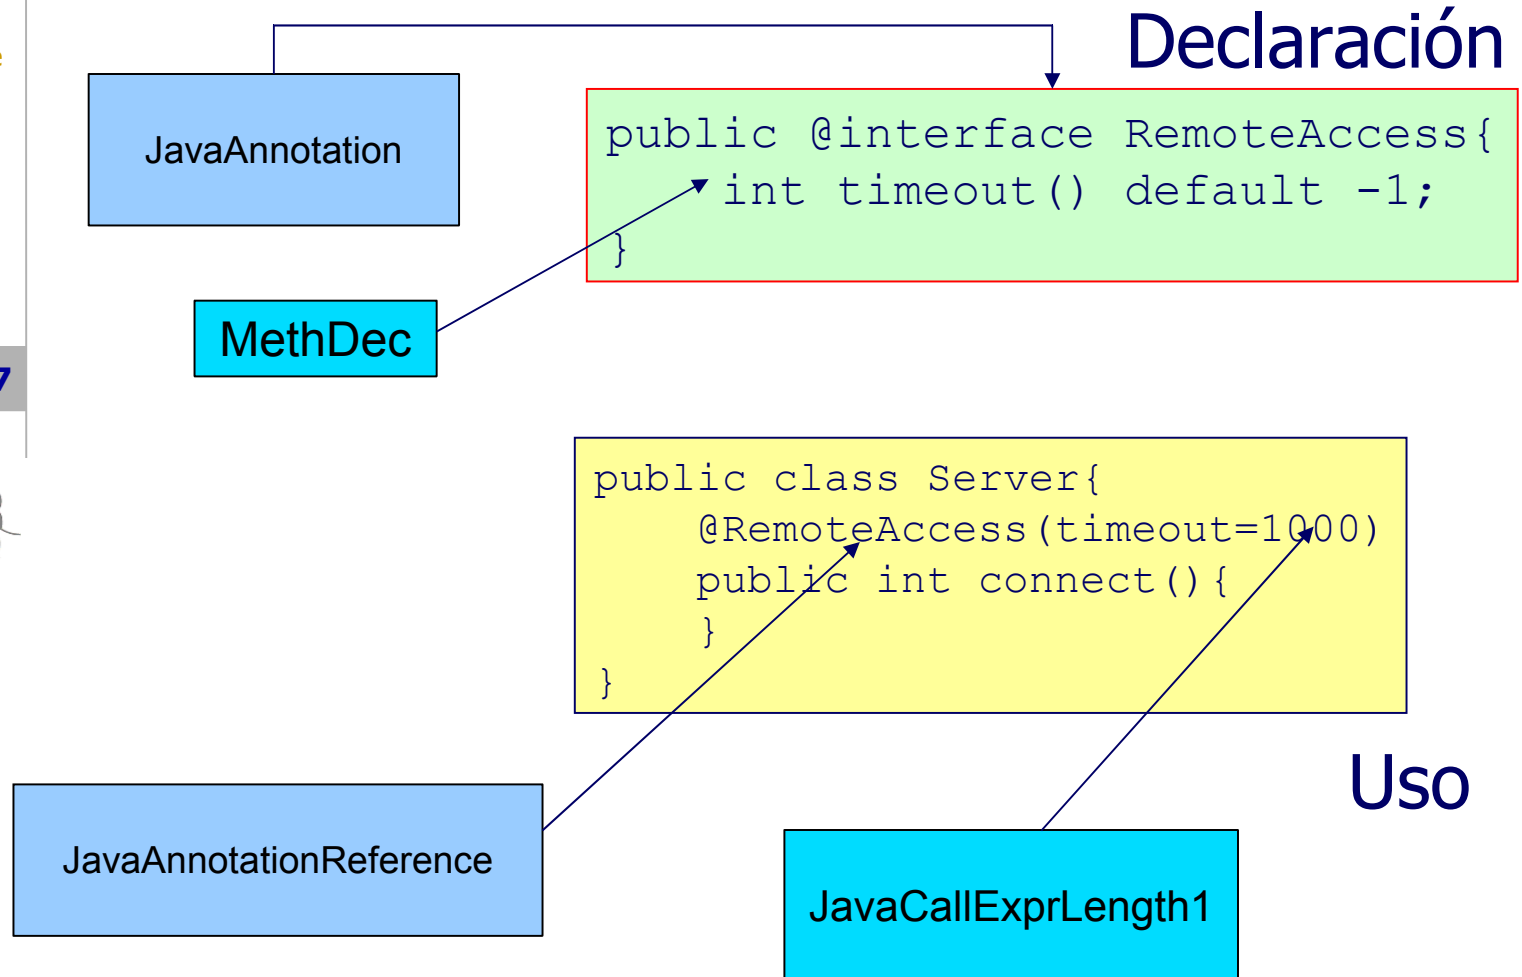 Declaración
e
JavaAnnotation
public @interface RemoteAccess{
int timeout() default -1;
}
MethDec
7
public class Server{
@RemoteAccess(timeout=1000)
public int connect(){
}
}
Uso
JavaAnnotationReference
JavaCallExprLength1